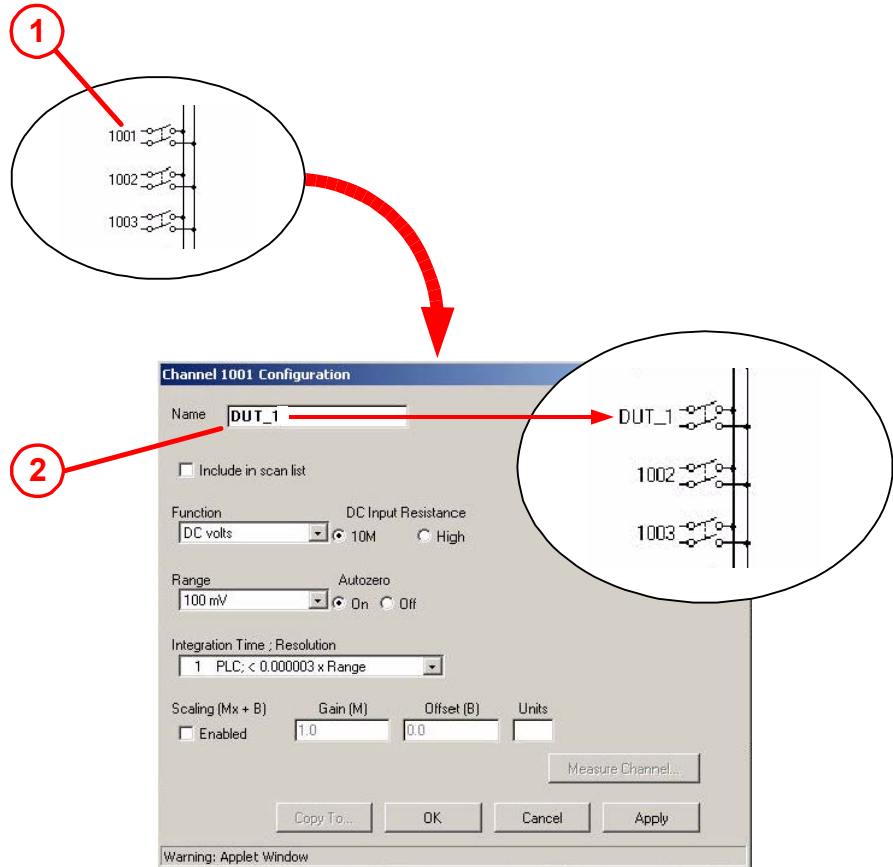 1
1001
1002
1003
Channel 1001 Configuration
Name DUT_1
DUT_1
1002
1003
2
Include in scan list
Function DC Input Resistance
DC volts 10M High
Range Autozero
100 mV On Off
Integration Time ; Resolution
1 PLC; < 0.000003 x Range
Scaling (Mx + B) Gain (M) Offset (B) Units
Enabled 1.0 0.0
Measure Channel...
Copy To... OK Cancel Apply
Warning: Applet Window